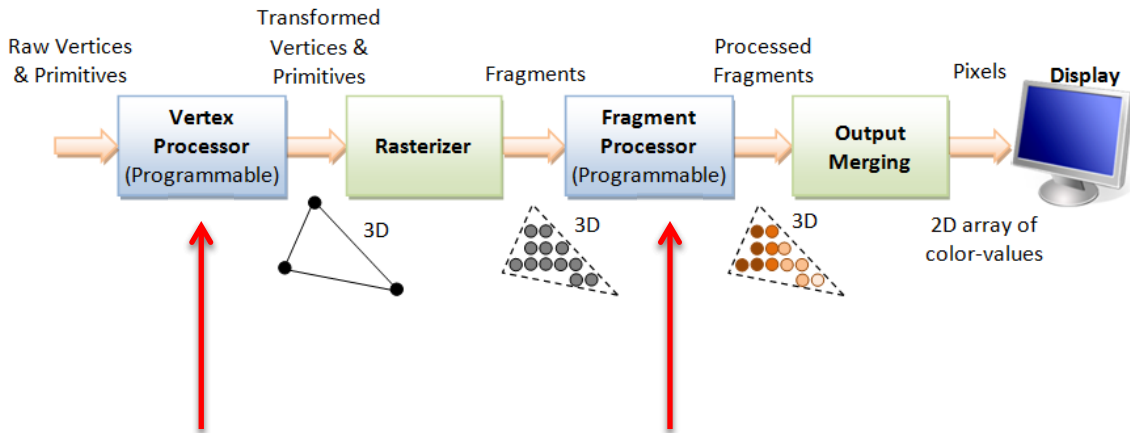 Raw Vertices
& Primitives
Vertex
Processor
(Programmable)
Transformed
Vertices &
Primitives
3D
Rasterizer
Fragments
3D
Fragment
Processor
(Programmable)
Processed
Fragments
3D
Output
Merging
Pixels
Display
2D array of
color-values